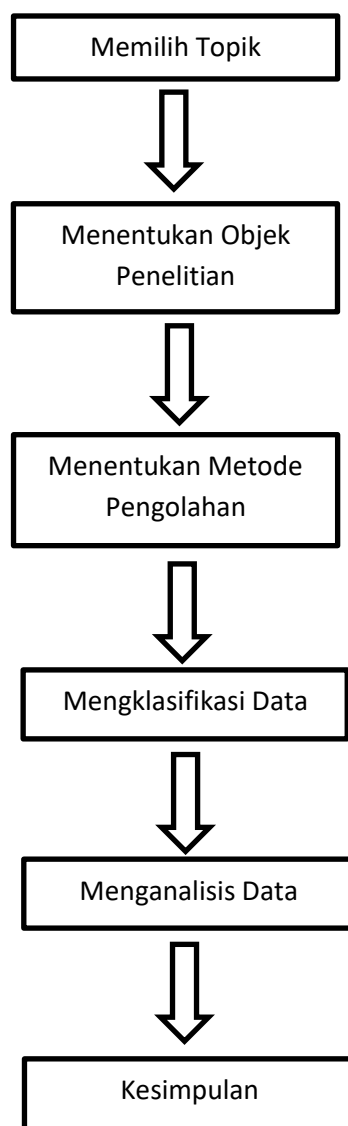 Memilih Topik
Menentukan Objek
Penelitian
Menentukan Metode
Pengolahan
Mengklasifikasi Data
Menganalisis Data
Kesimpulan